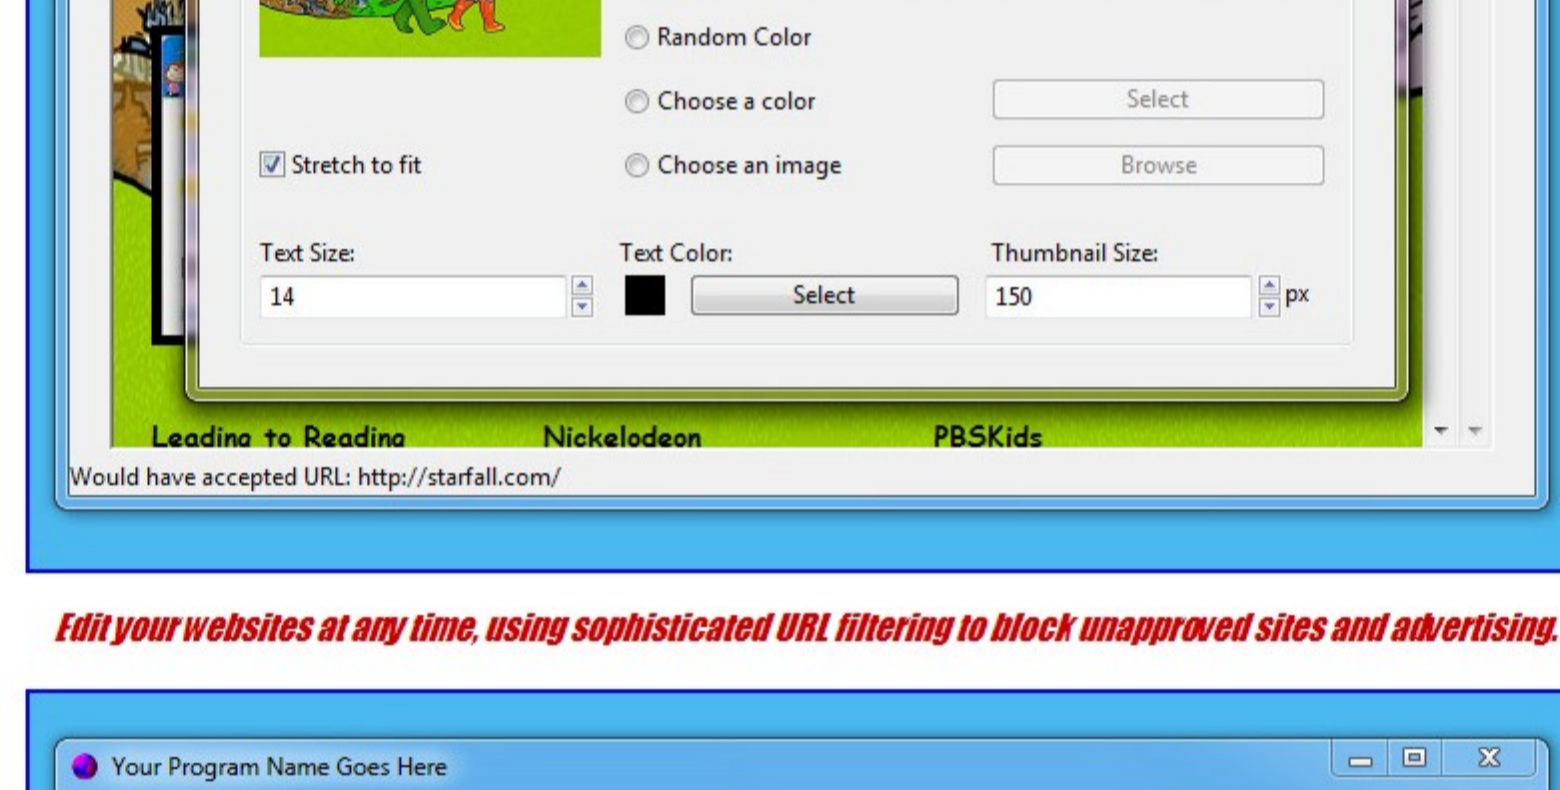 Random Color
Choose a color
Select
Stretch to fit
Choose an image
Browse
Text Size:
Text Color:
Thumbnail Size:
14
Select
150
px
Leading to Reading
Nickelodeon
PBSKids
Would have accepted URL: http://starfall.com/
Edit your websites at any time, using sophisticated URL filtering to block unapproved sites and advertising.
Your Program Name Goes Here